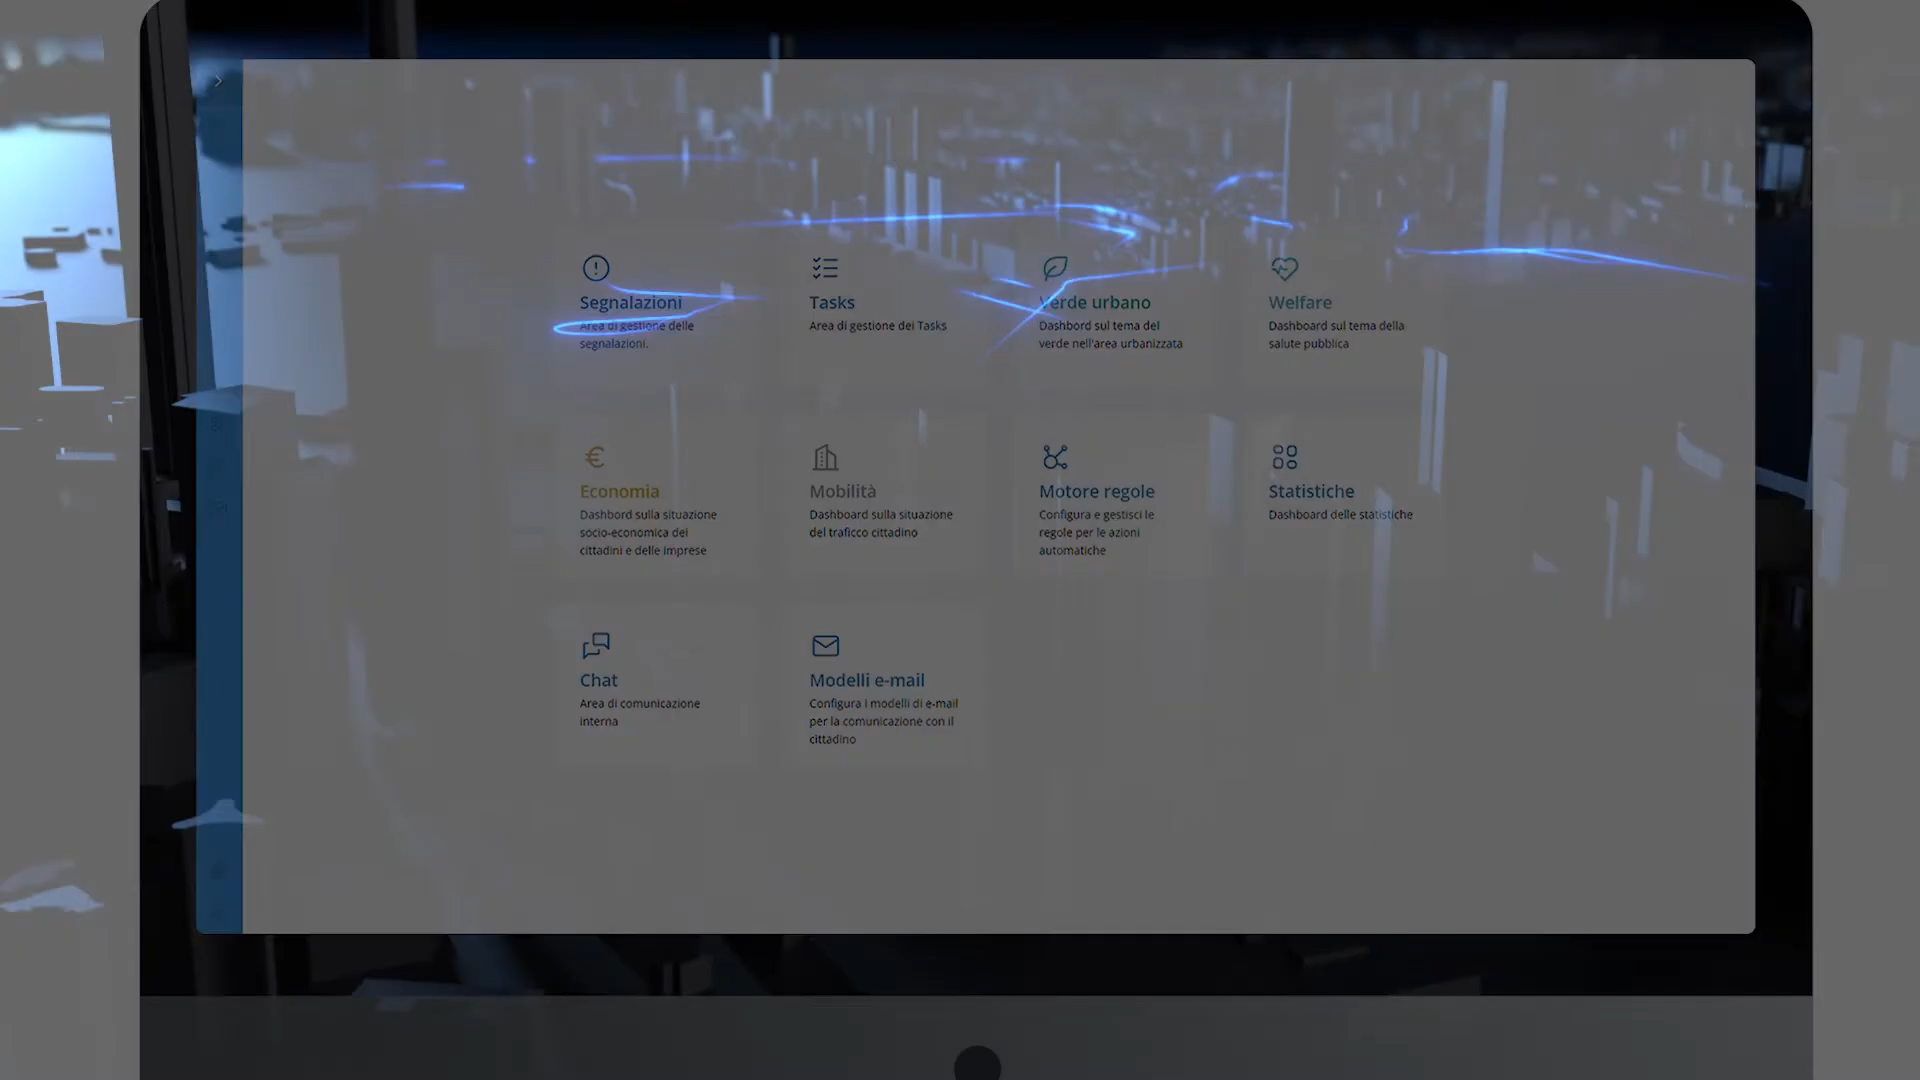 Segnalazioni
Area di gestione delle
segnalazioni.
Tasks
Area di gestione dei Tasks
Verde urbano
Dashbord sul tema del
verde nell'area urbanizzata
Welfare
Dashboard sul tema della
salute pubblica
Economia
Dashbord sulla situazione
socio-economica dei
cittadini e delle imprese
Mobilità
Dashboard sulla situazione
del traffico cittadino
Motore regole
Configura e gestisci le
regole per le azioni
automatiche
Statistiche
Dashboard delle statistiche
Chat
Area di comunicazione
interna
Modelli e-mail
Configura i modelli di e-mail
per la comunicazione con il
cittadino